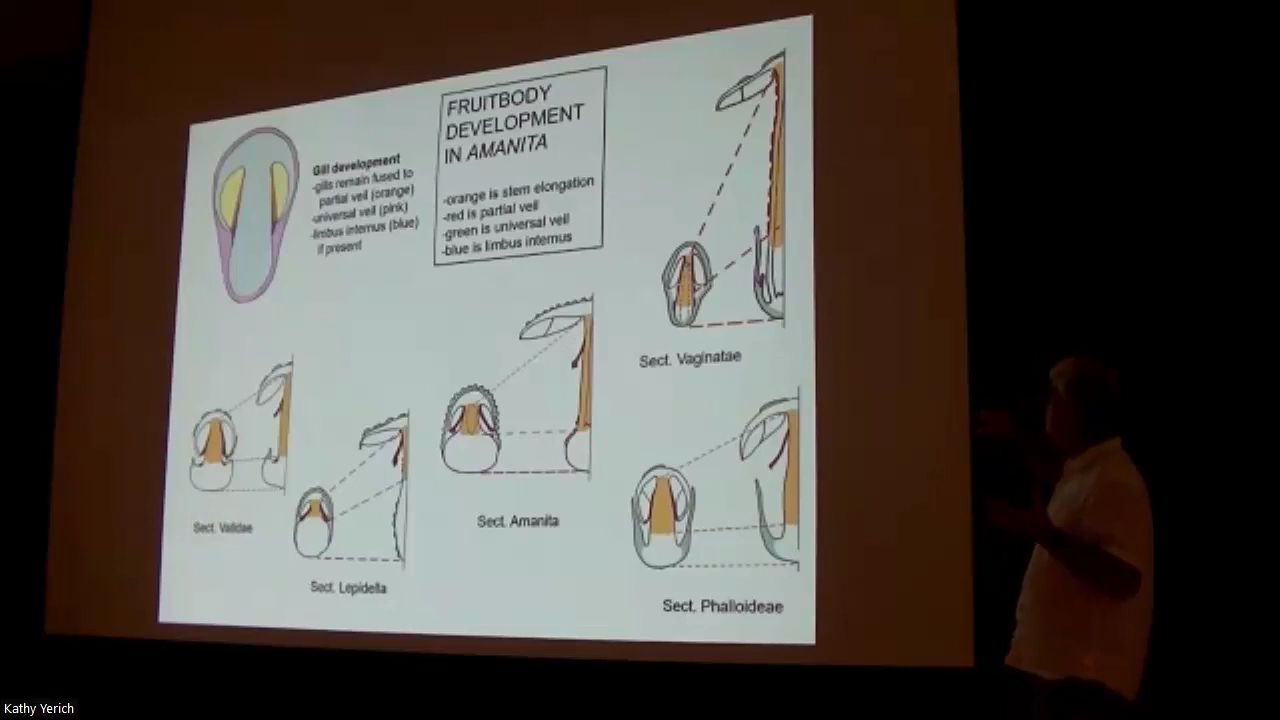 FRUITBODY
DEVELOPMENT
IN AMANITA
-orange is stem elongation
-red is partial veil
-green is universal veil
-blue is limbus internus
Gill development
-gills remain fused to
partial veil (orange)
-universal veil (pink)
-limbus internus (blue)
if present
Sect. Vaginatae
Sect. Validae
Sect. Lepidella
Sect. Amanita
Sect. Phalloideae
Kathy Yerich